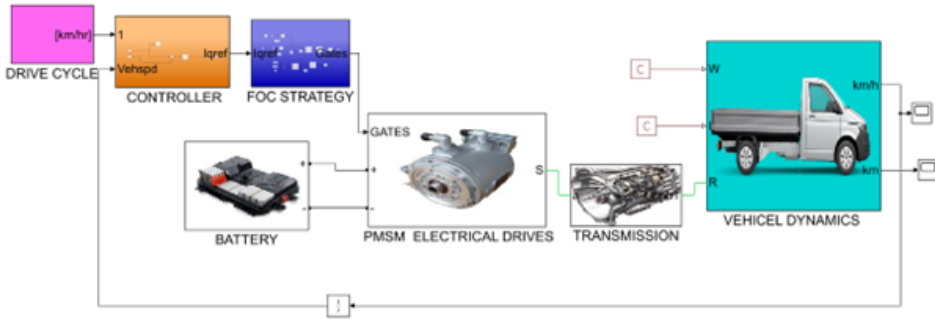 [km/hr]
1
Vehspd
Iqref
Iqref
Gates
DRIVE CYCLE
CONTROLLER
FOC STRATEGY
C
W
km/h
C
GATES
+
+
S
R
km
-
-
BATTERY
PMSM ELECTRICAL DRIVES
TRANSMISSION
VEHICEL DYNAMICS